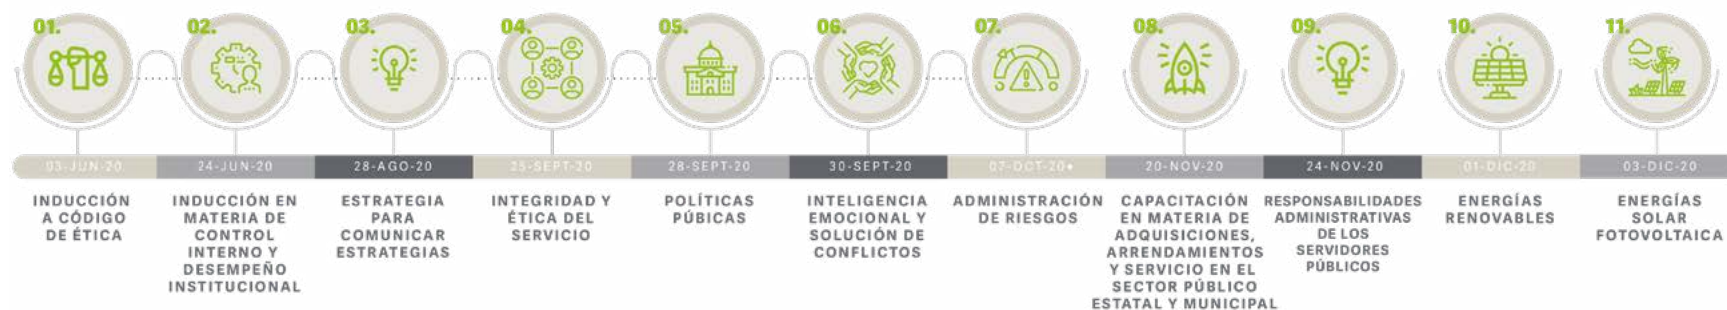 01.
03-JUN-20
INDUCCIÓN
A CÓDIGO
DE ÉTICA
02.
24-JUN-20
INDUCCIÓN EN
MATERIA DE
CONTROL
INTERNO Y
DESEMPEÑO
INSTITUCIONAL
03.
28-AGO-20
ESTRATEGIA
PARA
COMUNICAR
ESTRATEGIAS
04.
25-SEPT-20
INTEGRIDAD Y
ÉTICA DEL
SERVICIO
05.
28-SEPT-20
POLÍTICAS
PÚBICAS
06.
30-SEPT-20
INTELIGENCIA
EMOCIONAL Y
SOLUCIÓN DE
CONFLICTOS
07.
07-OCT-20♦
ADMINISTRACIÓN
DE RIESGOS
08.
20-NOV-20
CAPACITACIÓN
EN MATERIA DE
ADQUISICIONES,
ARRENDAMIENTOS
Y SERVICIO EN EL
SECTOR PÚBLICO
ESTATAL Y MUNICIPAL
09.
24-NOV-20
RESPONSABILIDADES
ADMINISTRATIVAS
DE LOS
SERVIDORES
PÚBLICOS
10.
01-DIC-20
ENERGÍAS
RENOVABLES
11.
03-DIC-20
ENERGÍAS
SOLAR
FOTOVOLTAICA